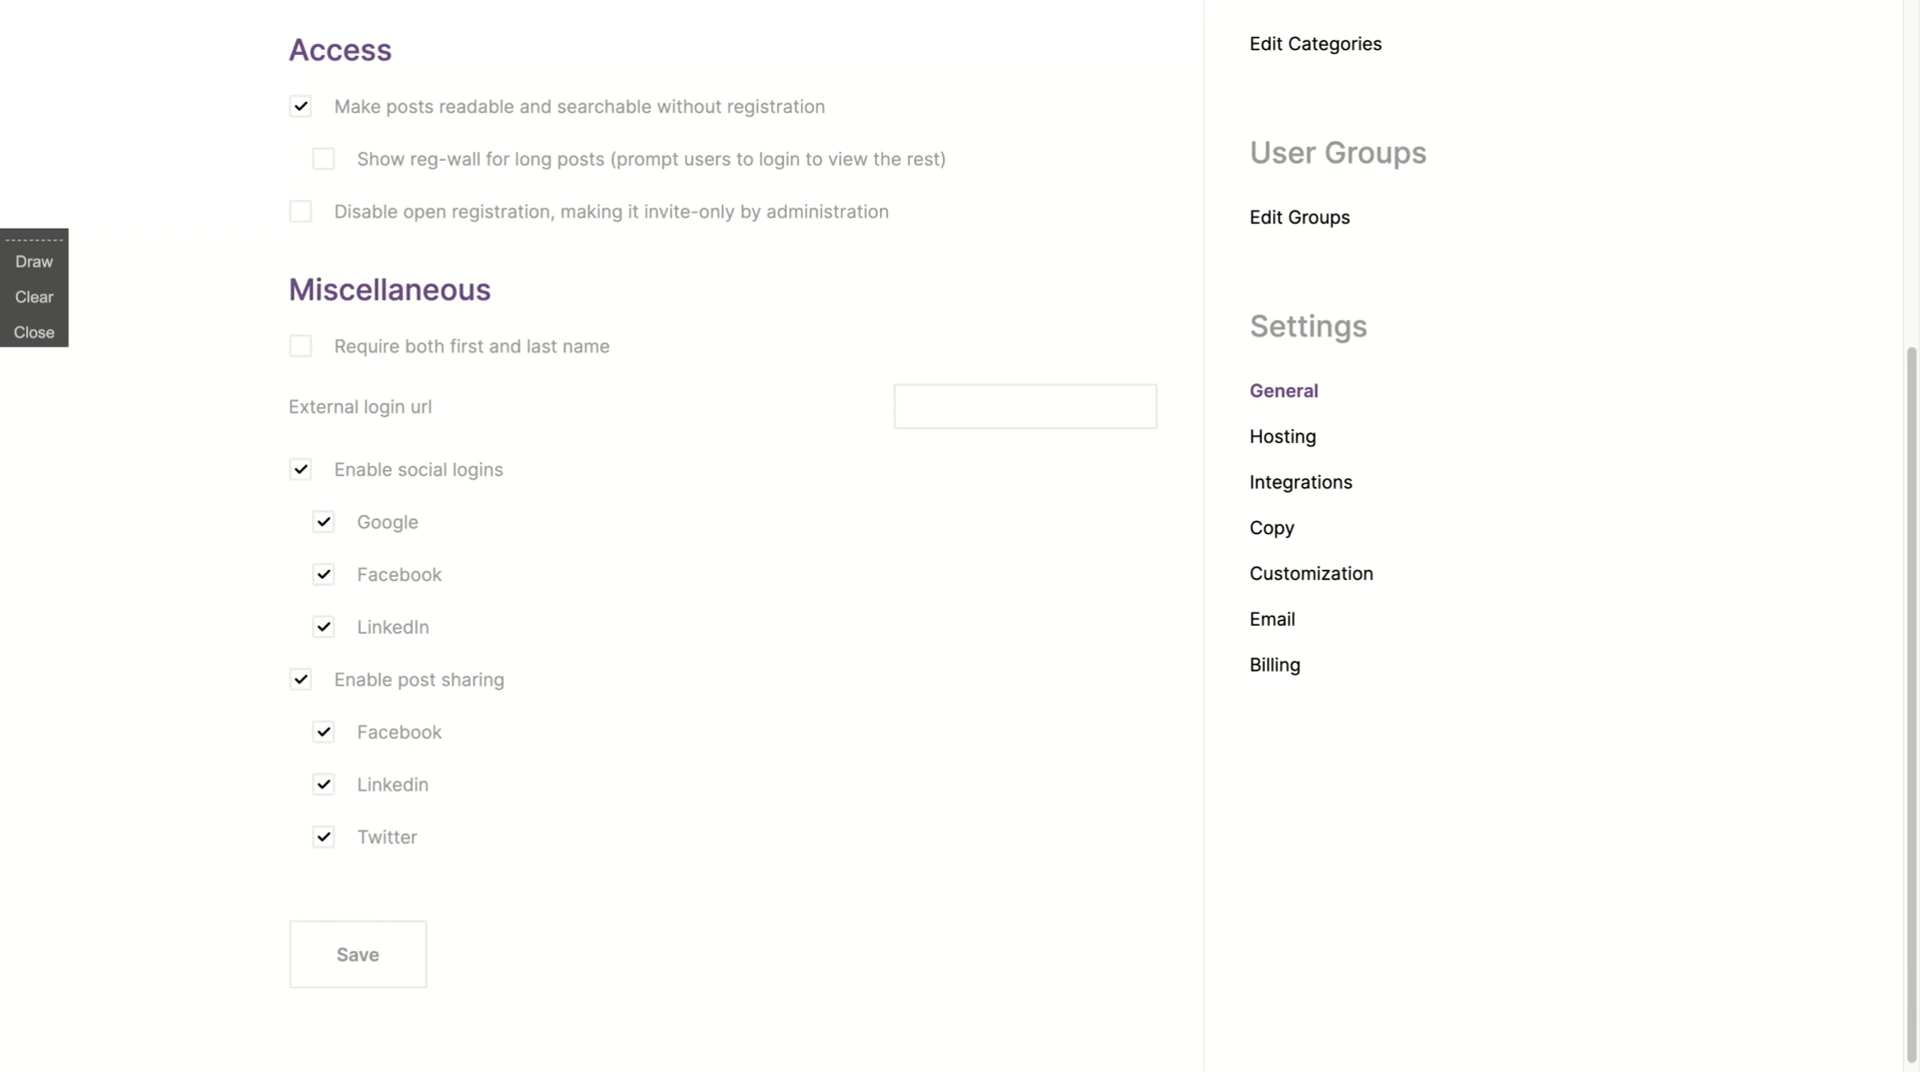 Access
Make posts readable and searchable without registration
Show reg-wall for long posts (prompt users to login to view the rest)
Disable open registration, making it invite-only by administration
Miscellaneous
Require both first and last name
External login url
Enable social logins
Google
Facebook
LinkedIn
Enable post sharing
Facebook
Linkedin
Twitter
Save
Draw
Clear
Close
Edit Categories
User Groups
Edit Groups
Settings
General
Hosting
Integrations
Copy
Customization
Email
Billing